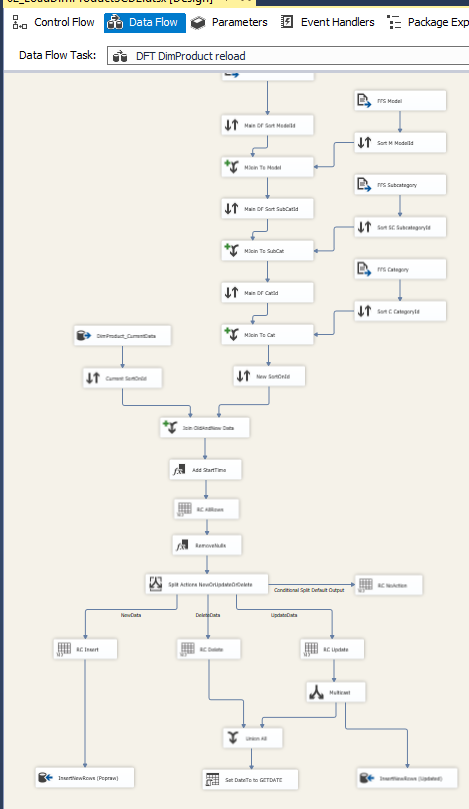 Control Flow Data Flow Parameters Event Handlers Package Exp
Data Flow Task: DFT DimProduct reload
FFS Model
Main DF Sort ModelId
Sort M ModelId
MJoin To Model
FFS Subcategory
Main DF Sort SubCatId
Sort SC SubcategoryId
MJoin To SubCat
FFS Category
Main DF CatId
Sort C CategoryId
DimProduct_CurrentData
MJoin To Cat
Current SortOnId
New SortOnId
Join OldAndNew Data
Add StartTime
RC AllRows
RemoveNulls
Split Actions NewOrUpdateOrDelete
Conditional Split Default Output
RC NoAction
NewData
DeleteData
UpdateData
RC Insert
RC Delete
RC Update
Multicast
Union All
InsertNewRows (Popraw)
Set DateTo to GETDATE
InsertNewRows (Updated)